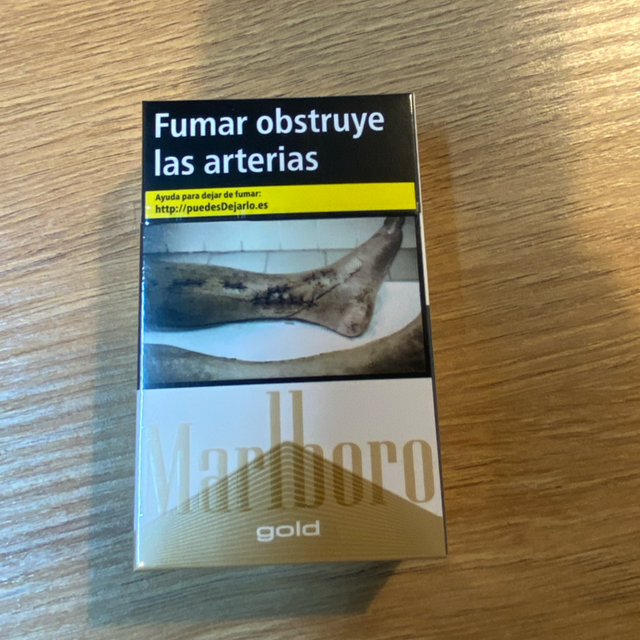 Fumar obstruye
las arterias
Ayuda para dejar de fumar:
http://puedesDejarlo.es
Marlboro
gold